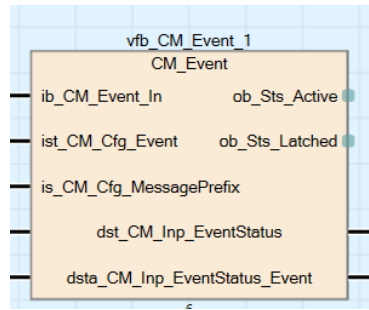 vfb_CM_Event_1
CM_Event
ib_CM_Event_In ob_Sts_Active
ist_CM_Cfg_Event ob_Sts_Latched
is_CM_Cfg_MessagePrefix
dst_CM_Inp_EventStatus
dsta_CM_Inp_EventStatus_Event